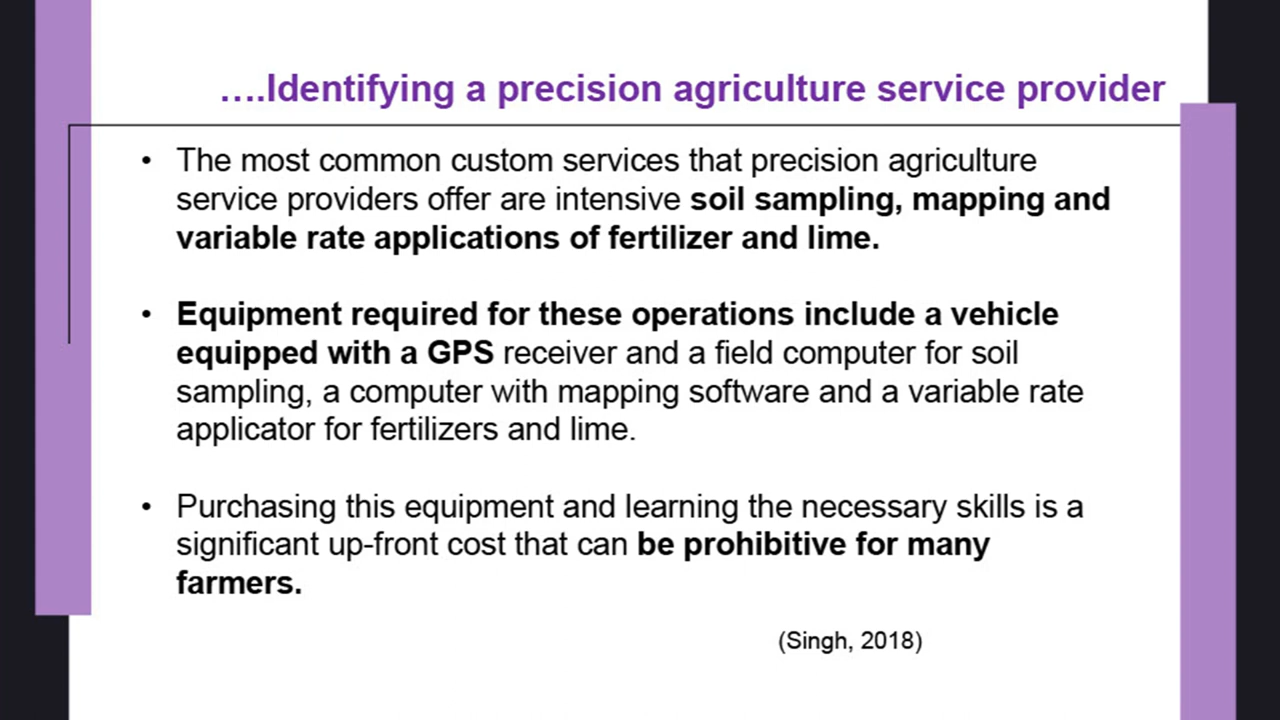 ….Identifying a precision agriculture service provider
• The most common custom services that precision agriculture
service providers offer are intensive soil sampling, mapping and
variable rate applications of fertilizer and lime.
• Equipment required for these operations include a vehicle
equipped with a GPS receiver and a field computer for soil
sampling, a computer with mapping software and a variable rate
applicator for fertilizers and lime.
• Purchasing this equipment and learning the necessary skills is a
significant up-front cost that can be prohibitive for many
farmers.
(Singh, 2018)